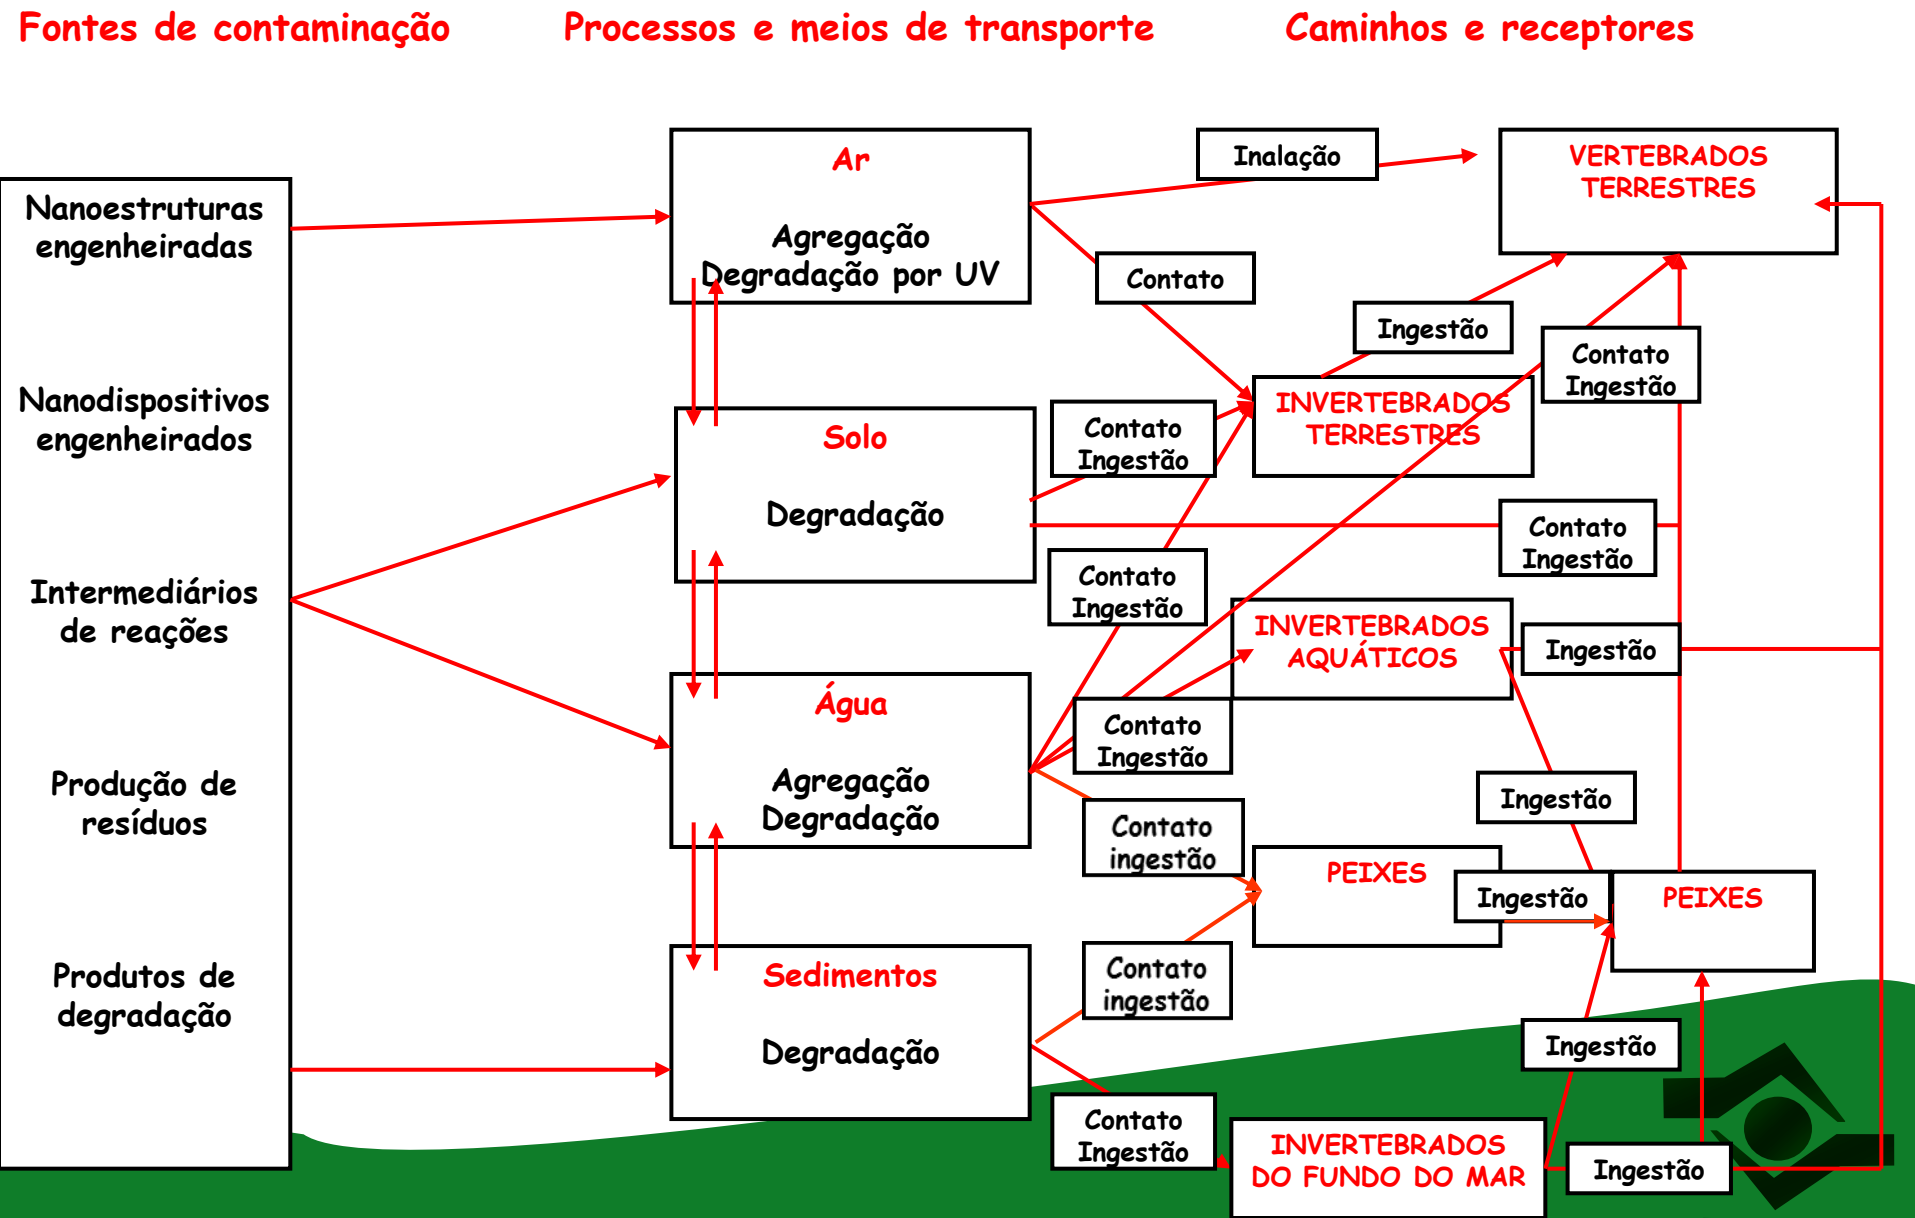 Fontes de contaminação
Processos e meios de transporte
Caminhos e receptores
Nanoestruturas
engenheiradas
Nanodispositivos
engenheirados
Intermediários
de reações
Produção de
resíduos
Produtos de
degradação
Ar
Agregação
Degradação por UV
Solo
Degradação
Água
Agregação
Degradação
Sedimentos
Degradação
Inalação
VERTEBRADOS
TERRESTRES
Contato
Ingestão
Contato
Ingestão
INVERTEBRADOS
TERRESTRES
Contato
Ingestão
Contato
Ingestão
Contato
Ingestão
INVERTEBRADOS
AQUÁTICOS
Ingestão
Contato
Ingestão
Ingestão
Contato
ingestão
PEIXES
Ingestão
PEIXES
Contato
ingestão
Ingestão
Contato
Ingestão
INVERTEBRADOS
DO FUNDO DO MAR
Ingestão